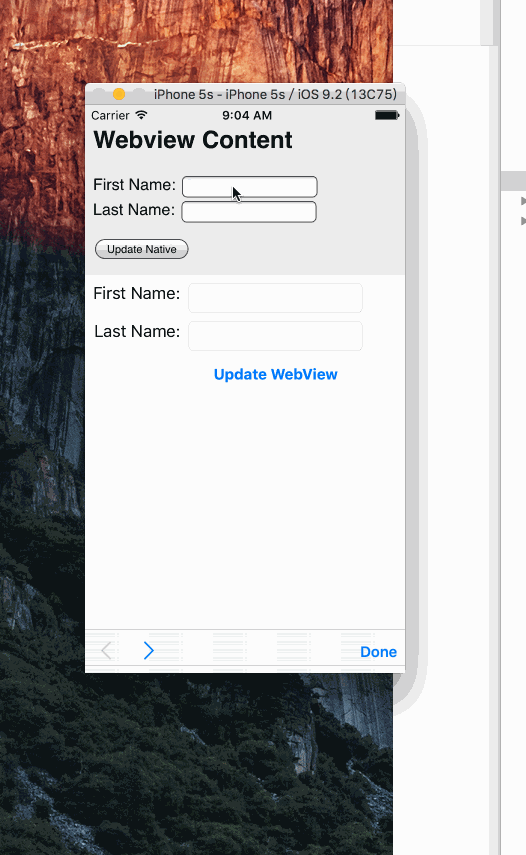 iPhone 5s - iPhone 5s / iOS 9.2 (13C75)
Carrier 9:04 AM
Webview Content
First Name:
Last Name:
Update Native
First Name:
Last Name:
Update WebView
Done